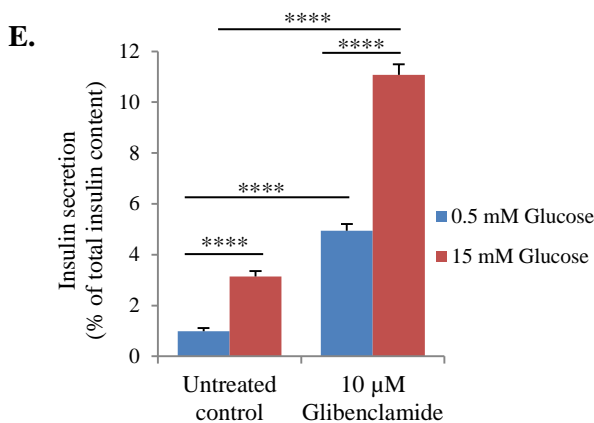 E.
Insulin secretion
(% of total insulin content)
12
10
8
6
4
2
0
****
****
****
****
Untreated
control
10 µM
Glibenclamide
0.5 mM Glucose
15 mM Glucose